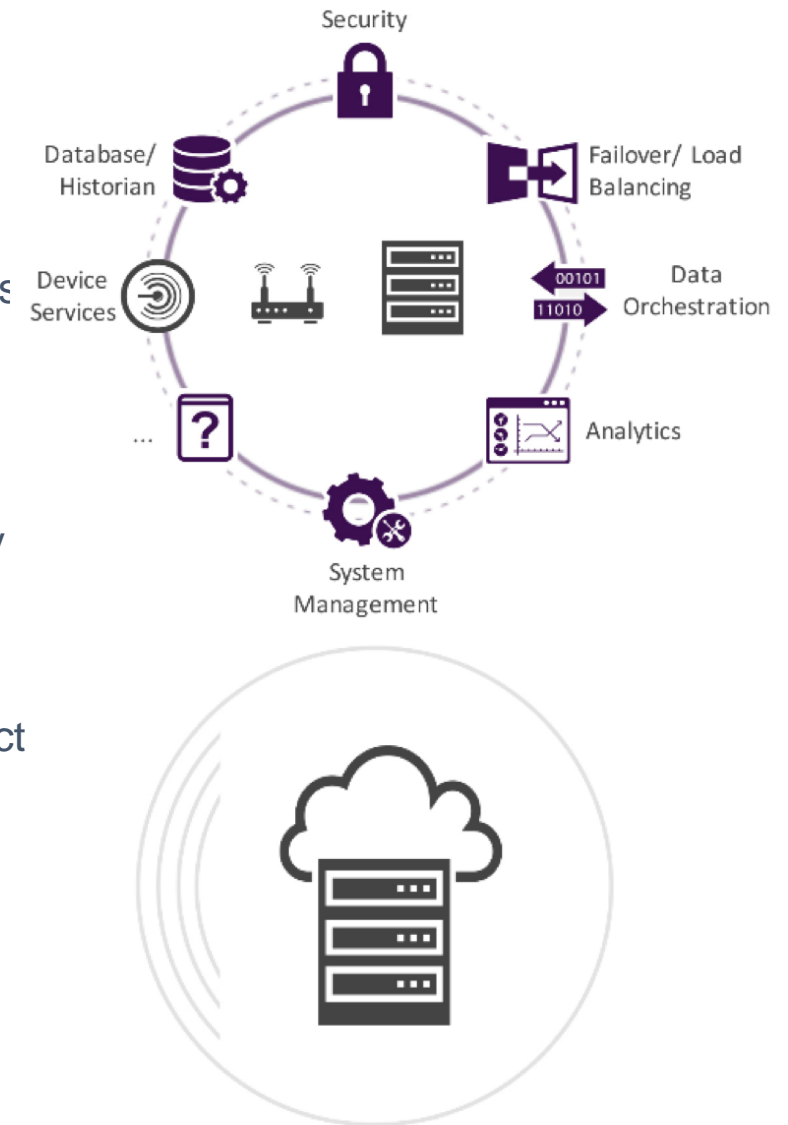 Security
Database/
Historian
Failover/ Load
Balancing
Device
Services
00101
11010
Data
Orchestration
...
?
Analytics
System
Management